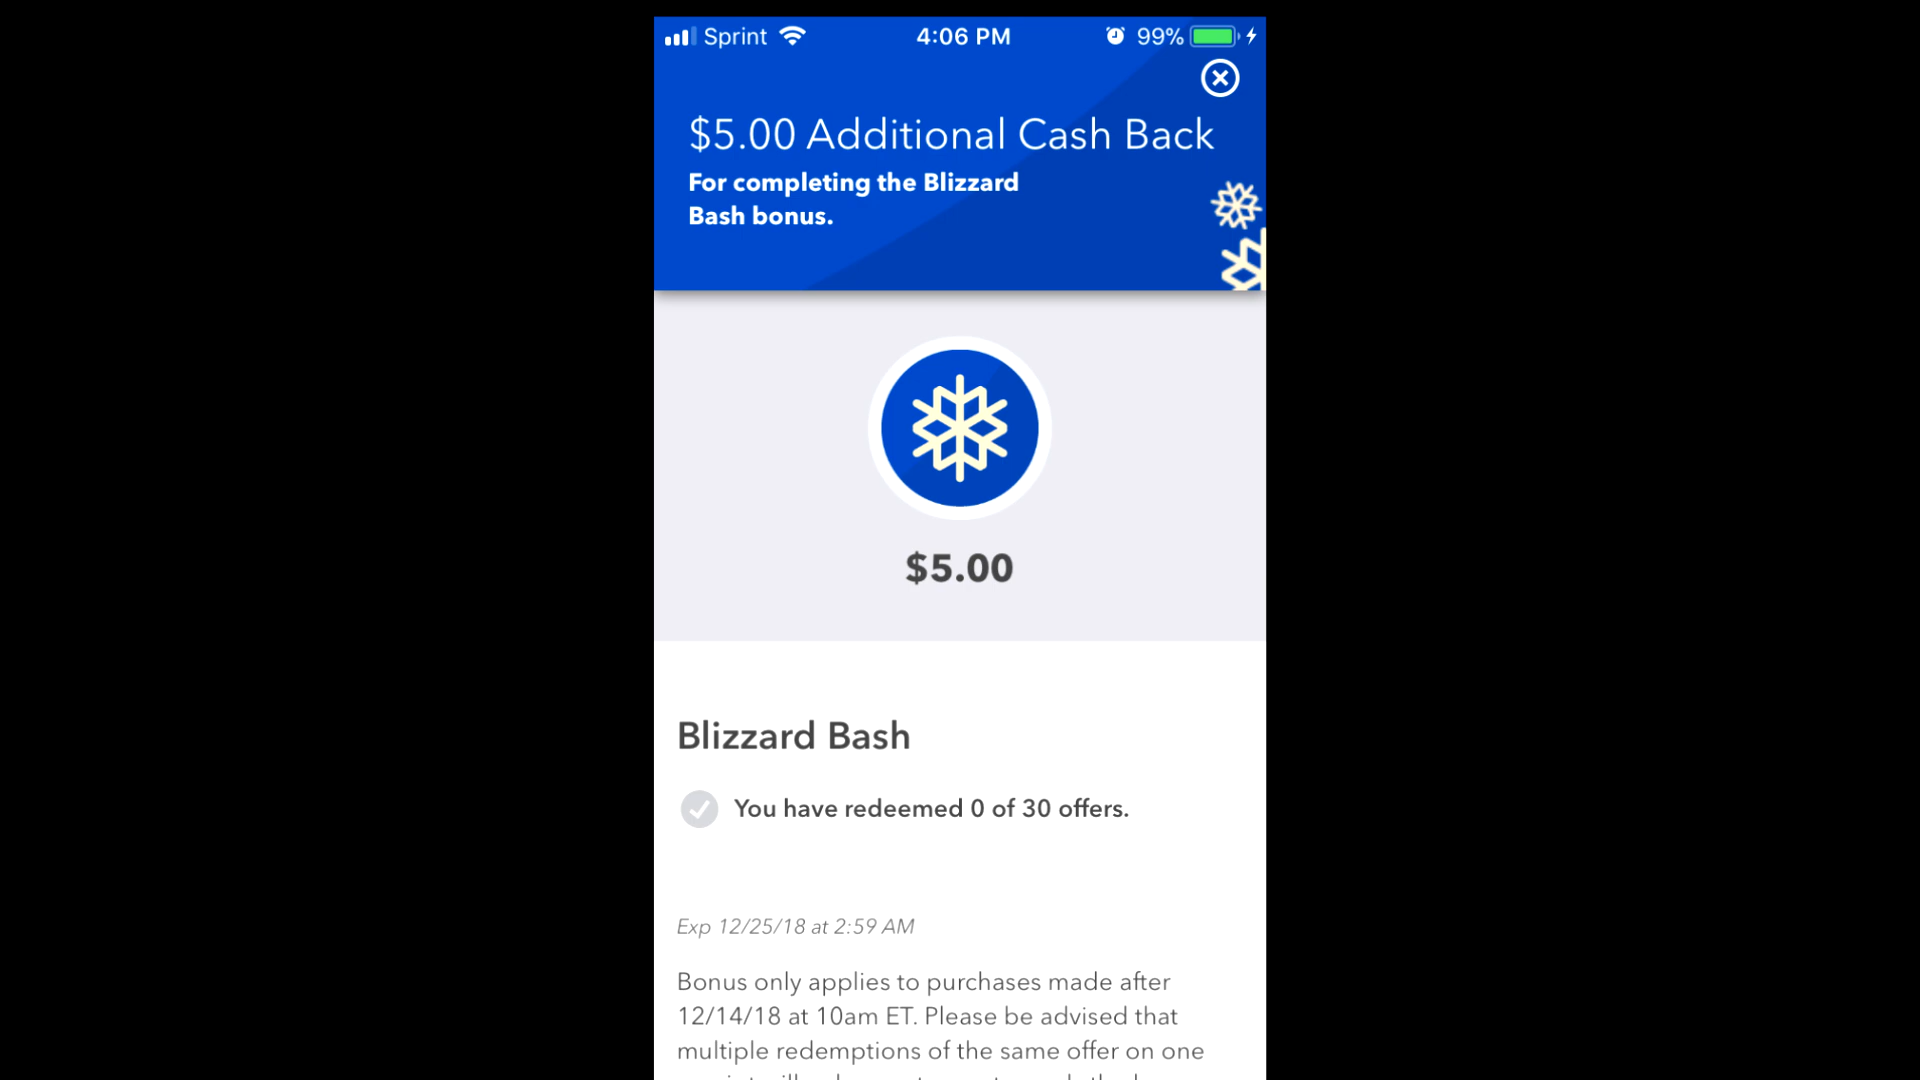 Sprint 4:06 PM 99%
$5.00 Additional Cash Back
For completing the Blizzard
Bash bonus.
$5.00
Blizzard Bash
You have redeemed 0 of 30 offers.
Exp 12/25/18 at 2:59 AM
Bonus only applies to purchases made after
12/14/18 at 10am ET. Please be advised that
multiple redemptions of the same offer on one